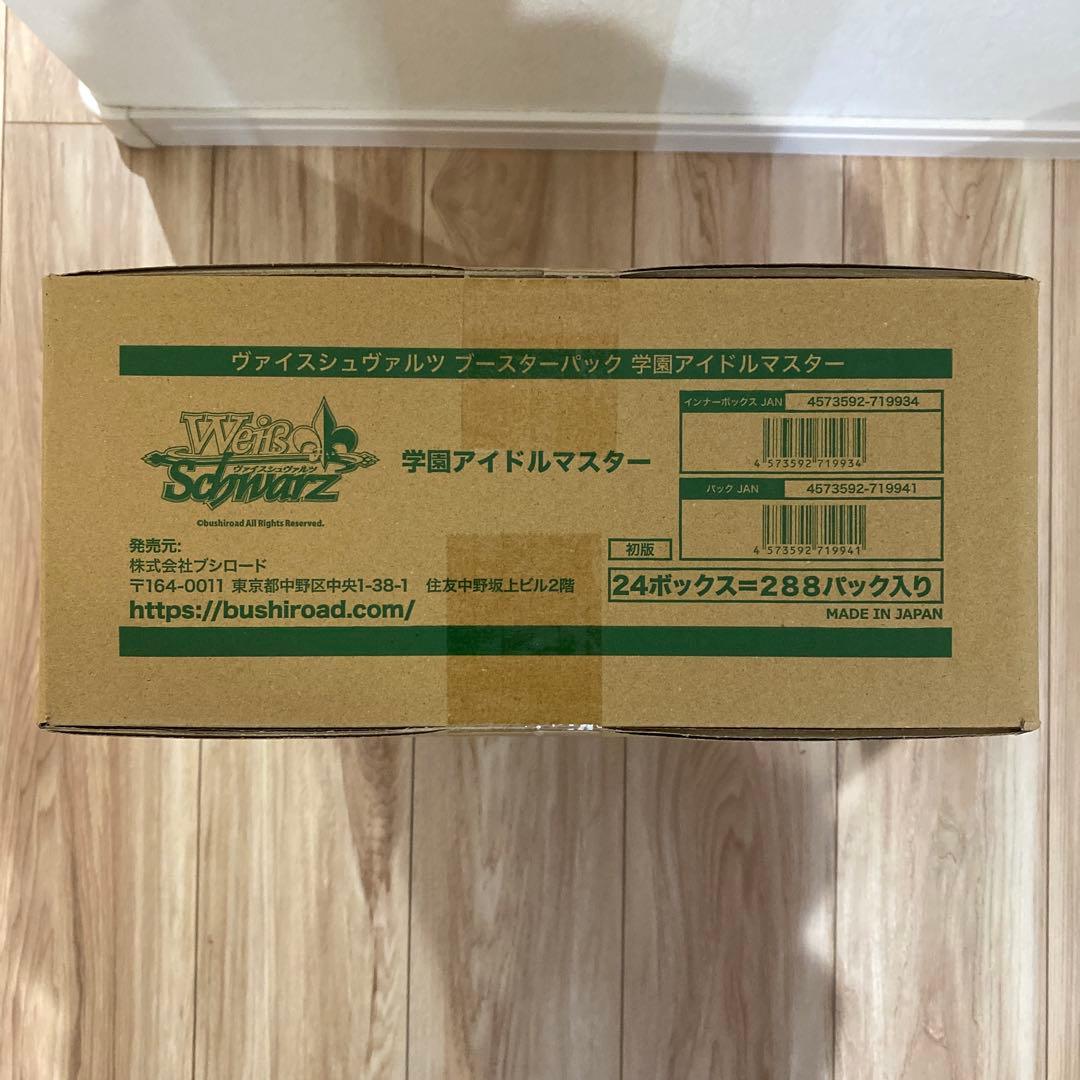 ヴァイスシュヴァルツ ブースターパック 学園アイドルマスター
Weiß
ヴァイスシュヴァルツ
Schwarz
©bushiroad All Rights Reserved.
学園アイドルマスター
インナーボックス JAN 4573592-719934
4 573592 719934
パック JAN 4573592-719941
4 573592 719941
発売元:
株式会社ブシロード
〒164-0011 東京都中野区中央1-38-1 住友中野坂上ビル2階
https://bushiroad.com/
初版
24ボックス=288パック入り
MADE IN JAPAN